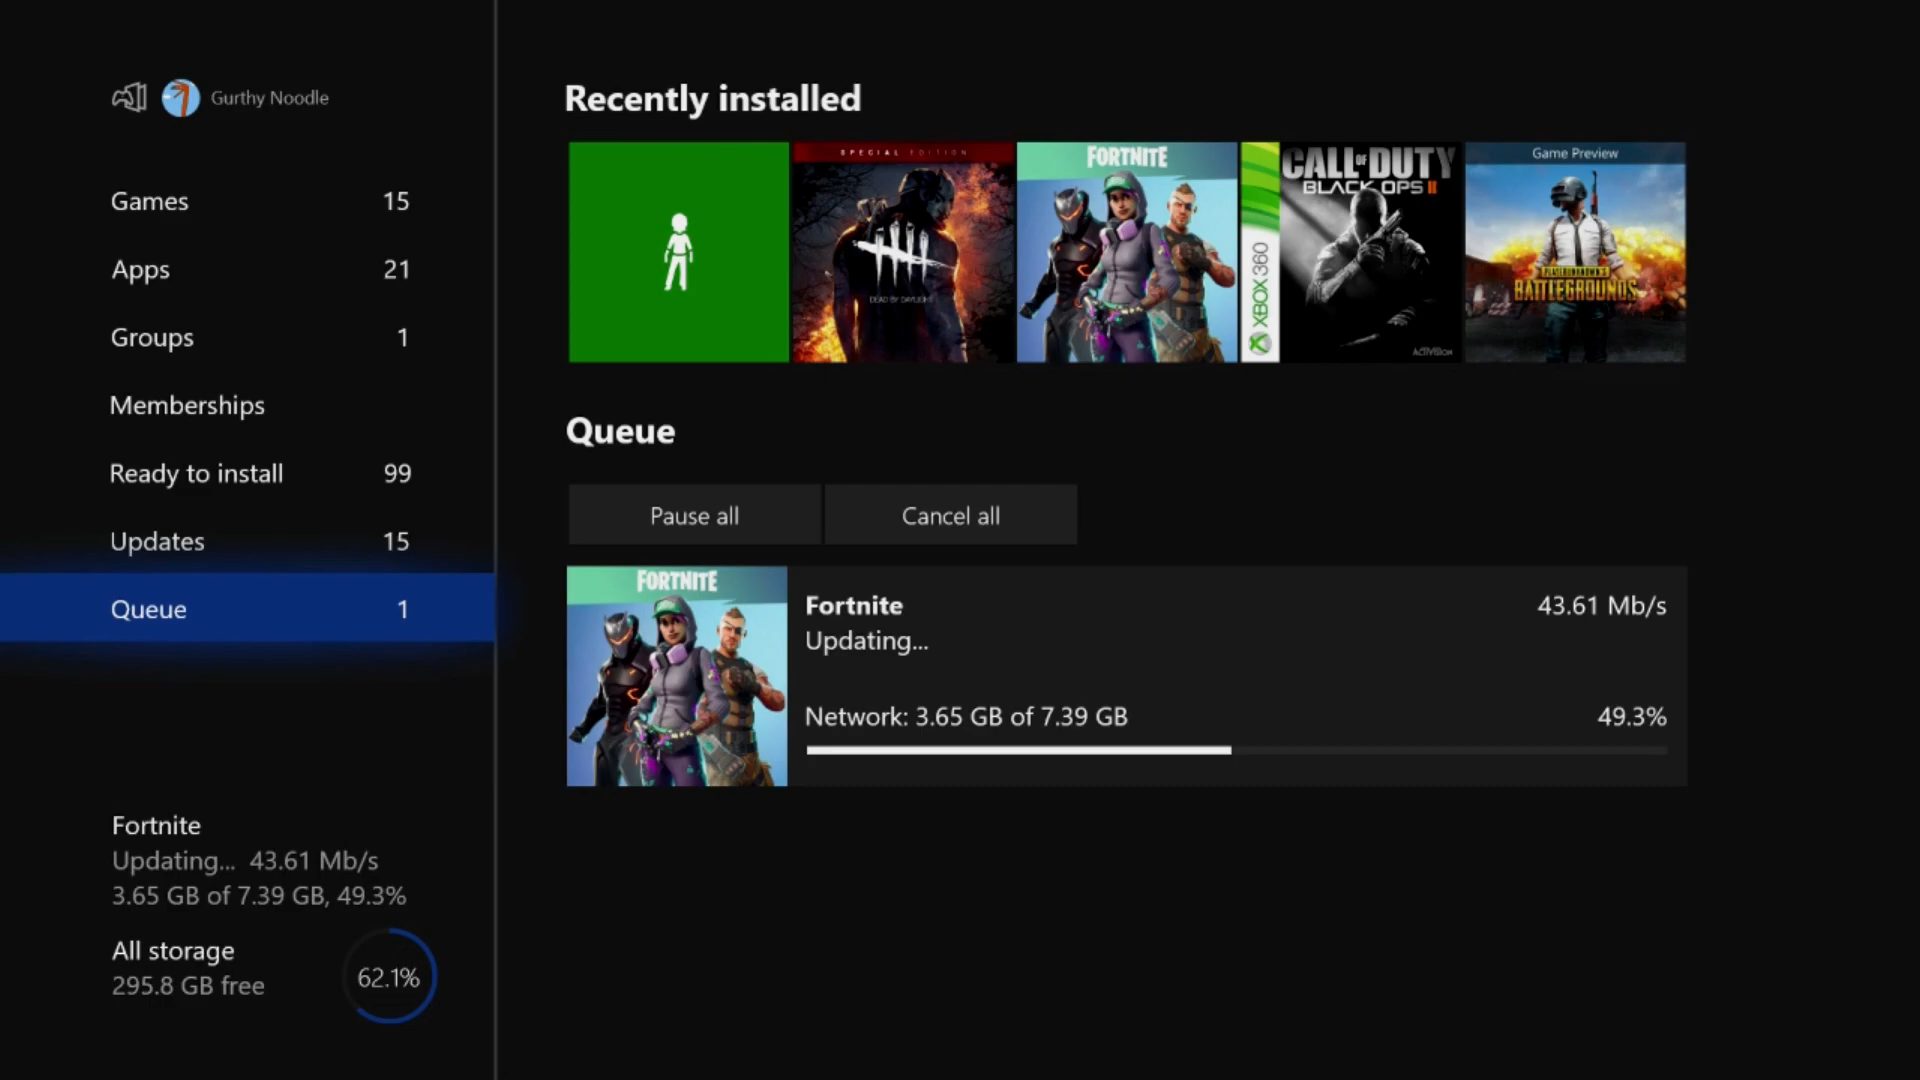 Gurthy Noodle
Games 15
Apps 21
Groups 1
Memberships
Ready to install 99
Updates 15
Queue 1
Fortnite
Updating... 43.61 Mb/s
3.65 GB of 7.39 GB, 49.3%
All storage
295.8 GB free
62.1%
Recently installed
SPECIAL EDITION
DEAD BY DAYLIGHT
FORTNITE
XBOX 360
CALL OF DUTY
BLACK OPS II
ACTIVISION
Game Preview
PLAYERUNKNOWN'S
BATTLEGROUNDS
Queue
Pause all
Cancel all
FORTNITE
Fortnite
43.61 Mb/s
Updating...
Network: 3.65 GB of 7.39 GB
49.3%